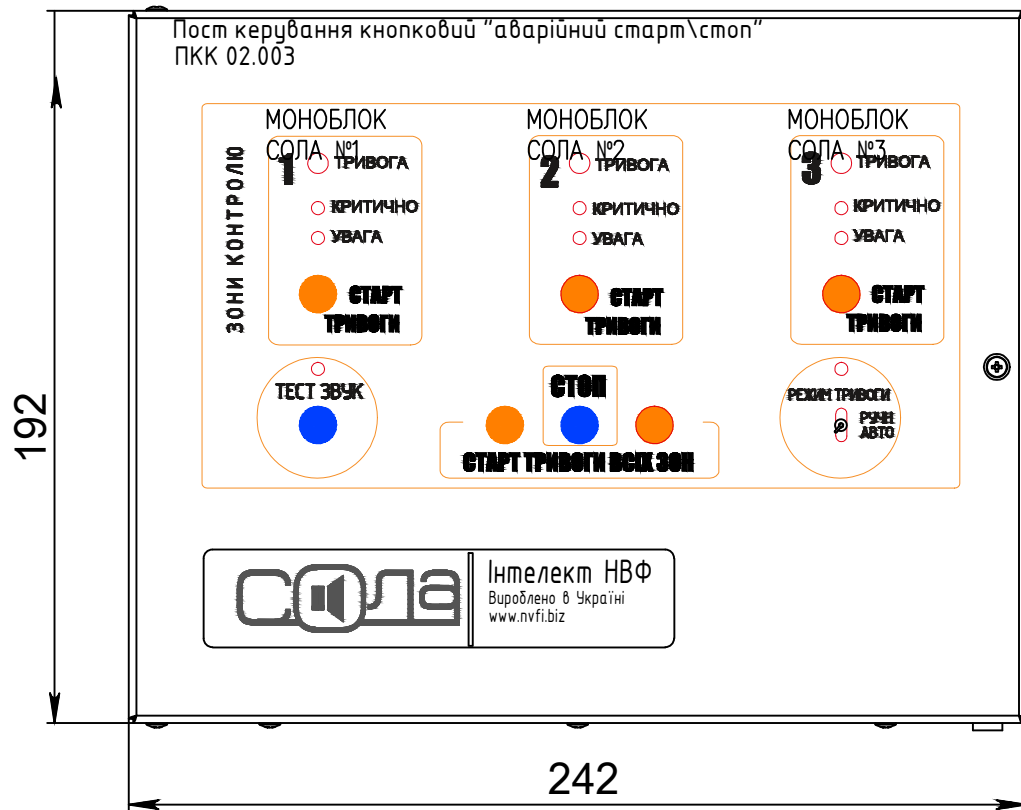 Пост керування кнопковий "аварійний старт\стоп"
ПКК 02.003
ЗОНИ КОНТРОЛЮ
МОНОБЛОК
СОЛА №1
1
ТРИВОГА
КРИТИЧНО
УВАГА
СТАРТ
ТРИВОГИ
МОНОБЛОК
СОЛА №2
2
ТРИВОГА
КРИТИЧНО
УВАГА
СТАРТ
ТРИВОГИ
МОНОБЛОК
СОЛА №3
3
ТРИВОГА
КРИТИЧНО
УВАГА
СТАРТ
ТРИВОГИ
ТЕСТ ЗВУК
СТОП
СТАРТ ТРИВОГИ ВСІХ ЗОН
РЕЖИМ ТРИВОГИ
РУЧН
АВТО
СОЛа
Інтелект НВФ
Вироблено в Україні
www.nvfi.biz
192
242